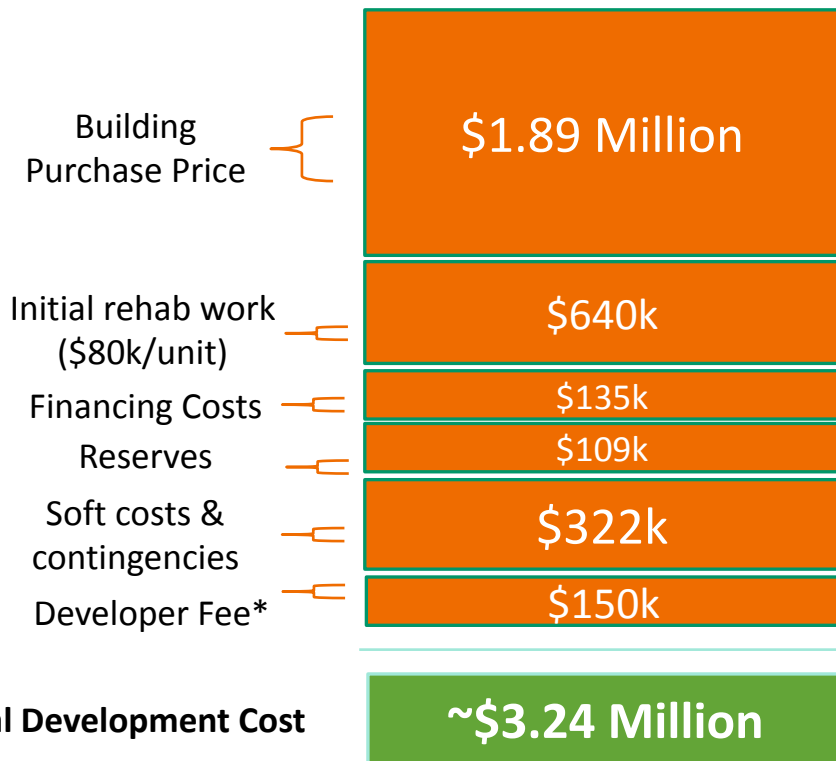 Building
Purchase Price
$1.89 Million
Initial rehab work
($80k/unit)
$640k
Financing Costs
$135k
Reserves
$109k
Soft costs &
contingencies
$322k
Developer Fee*
$150k
Development Cost
~$3.24 Million